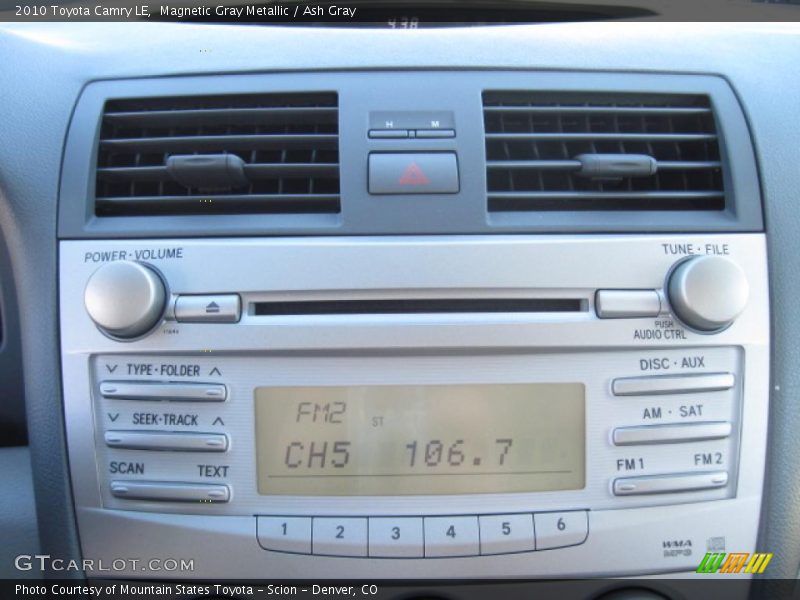 2010 Toyota Camry LE,  Magnetic Gray Metallic / Ash Gray
4:38
H M
POWER·VOLUME
TUNE · FILE
PUSH
AUDIO CTRL
TYPE·FOLDER
DISC · AUX
SEEK·TRACK
AM · SAT
SCAN TEXT
FM1 FM2
FM2 ST
CH5 106.7
1 2 3 4 5 6
WMA
MP3
GTCARLOT.COM
Photo Courtesy of Mountain States Toyota – Scion – Denver, CO